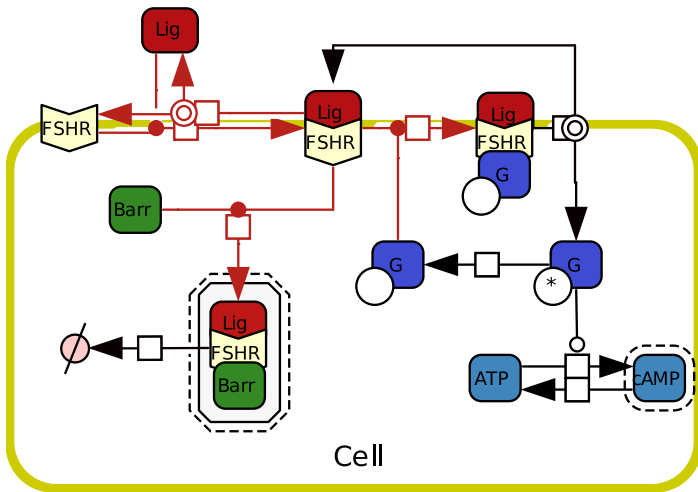 Lig
Lig
Lig
FSHR
FSHR
FSHR
G
Barr
G
G
*
Lig
FSHR
Barr
ATP
cAMP
Cell